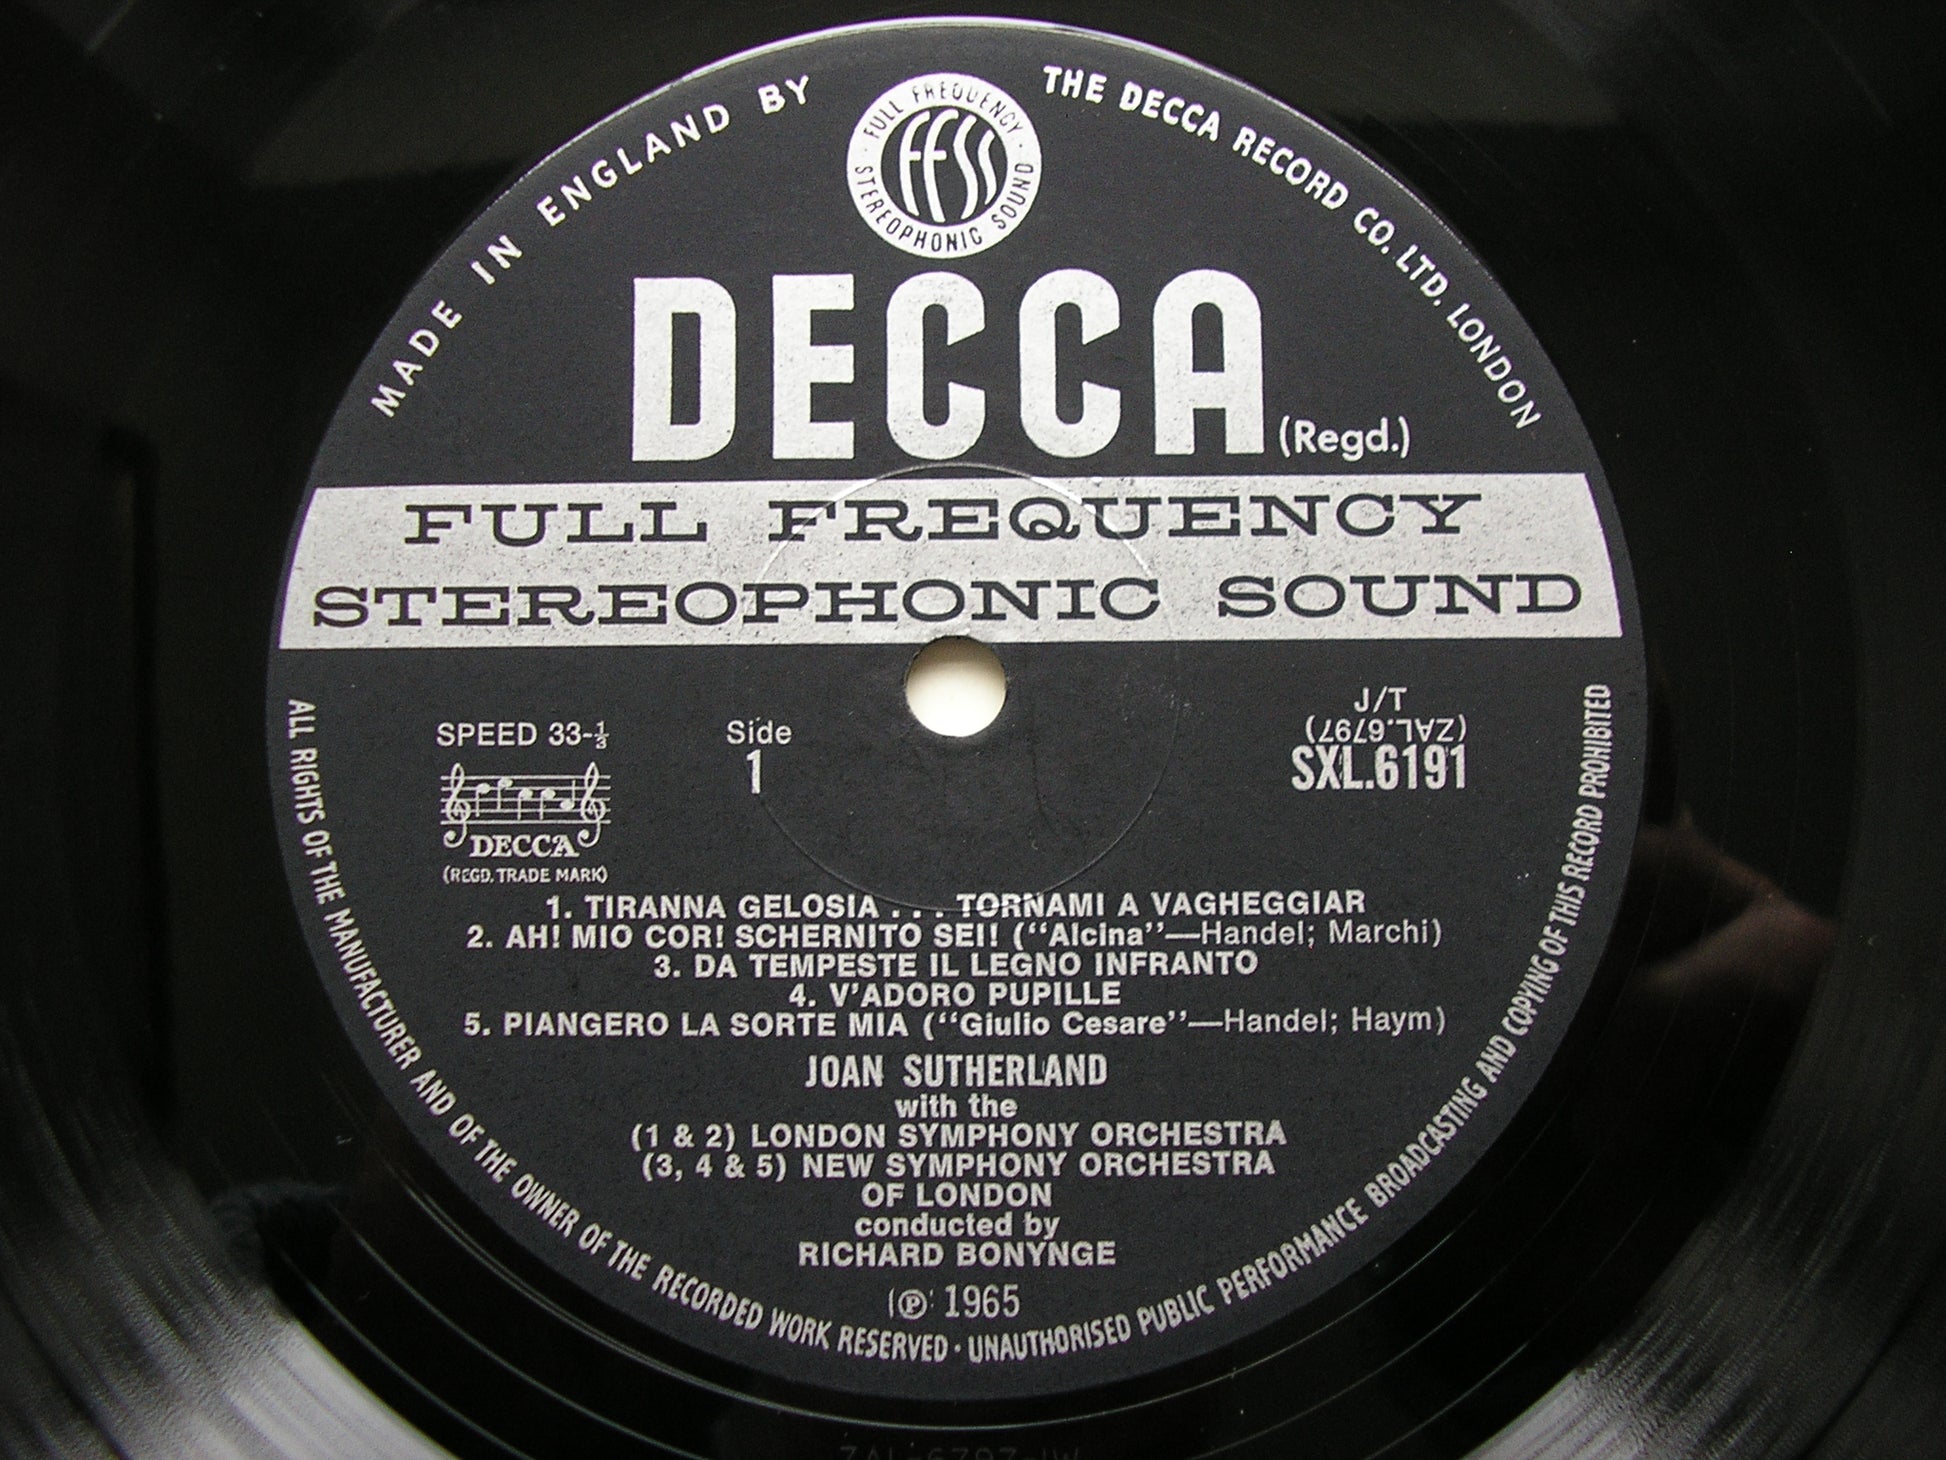 MADE IN ENGLAND BY
THE DECCA RECORD CO. LTD. LONDON
FULL FREQUENCY
STEREOPHONIC SOUND
FFSS
DECCA (Regd.)
FULL FREQUENCY
STEREOPHONIC SOUND
SPEED 33-⅓
Side
1
J/T
(ZAL.6797)
SXL.6191
DECCA
(REGD. TRADE MARK)
1. TIRANNA GELOSIA . . . TORNAMI A VAGHEGGIAR
2. AH! MIO COR! SCHERNITO SEI! (“Alcina”—Handel; Marchi)
3. DA TEMPESTE IL LEGNO INFRANTO
4. V’ADORO PUPILLE
5. PIANGERO LA SORTE MIA (“Giulio Cesare”—Handel; Haym)
JOAN SUTHERLAND
with the
(1 & 2) LONDON SYMPHONY ORCHESTRA
(3, 4 & 5) NEW SYMPHONY ORCHESTRA
OF LONDON
conducted by
RICHARD BONYNGE
℗ 1965
ALL RIGHTS OF THE MANUFACTURER AND OF THE OWNER OF THE RECORDED WORK RESERVED · UNAUTHORISED PUBLIC PERFORMANCE BROADCASTING AND COPYING OF THIS RECORD PROHIBITED